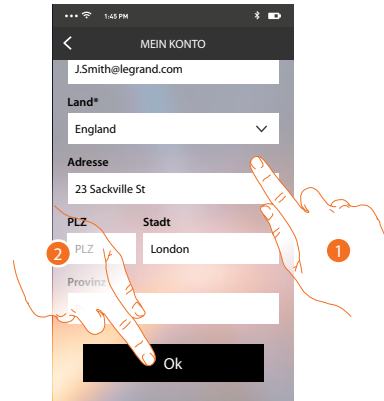 1:45 PM
MEIN KONTO
J.Smith@legrand.com
Land*
England
Adresse
23 Sackville St
PLZ Stadt
PLZ London
Provinz
Ok
1
2